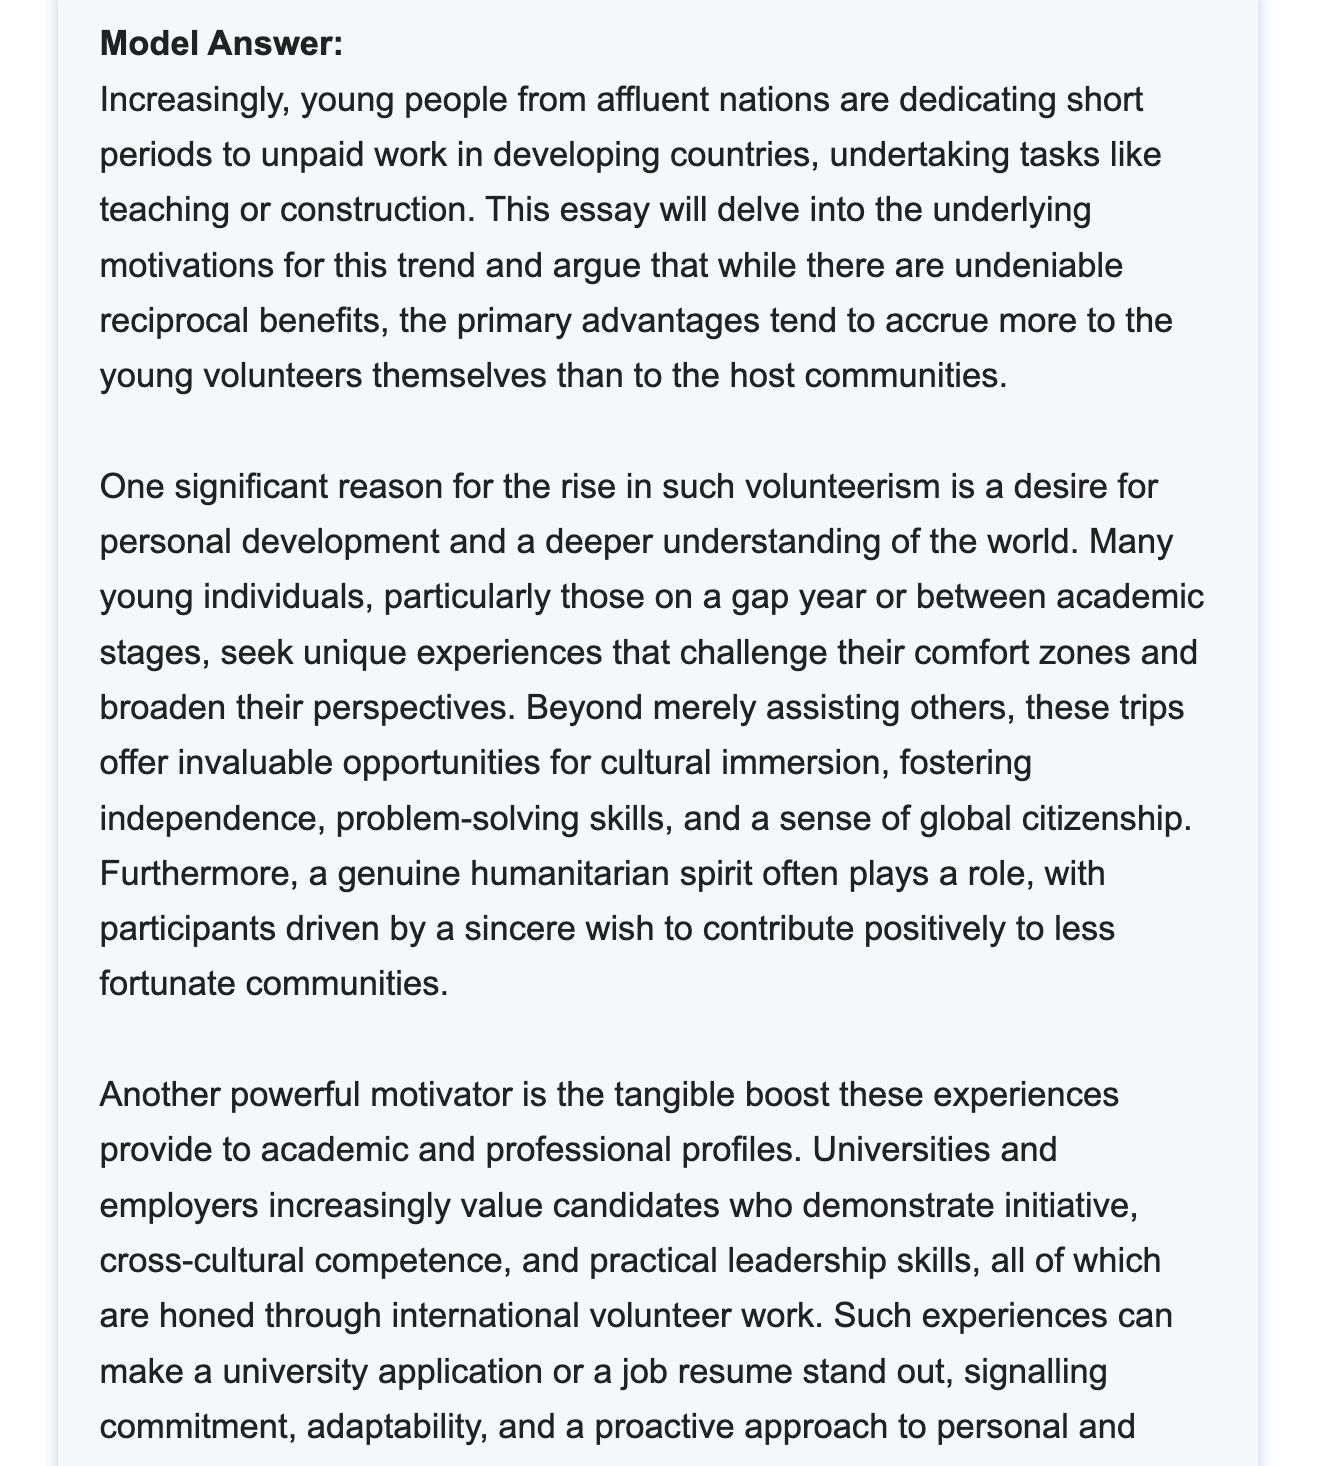 Model Answer:
Increasingly, young people from affluent nations are dedicating short
periods to unpaid work in developing countries, undertaking tasks like
teaching or construction. This essay will delve into the underlying
motivations for this trend and argue that while there are undeniable
reciprocal benefits, the primary advantages tend to accrue more to the
young volunteers themselves than to the host communities.
One significant reason for the rise in such volunteerism is a desire for
personal development and a deeper understanding of the world. Many
young individuals, particularly those on a gap year or between academic
stages, seek unique experiences that challenge their comfort zones and
broaden their perspectives. Beyond merely assisting others, these trips
offer invaluable opportunities for cultural immersion, fostering
independence, problem-solving skills, and a sense of global citizenship.
Furthermore, a genuine humanitarian spirit often plays a role, with
participants driven by a sincere wish to contribute positively to less
fortunate communities.
Another powerful motivator is the tangible boost these experiences
provide to academic and professional profiles. Universities and
employers increasingly value candidates who demonstrate initiative,
cross-cultural competence, and practical leadership skills, all of which
are honed through international volunteer work. Such experiences can
make a university application or a job resume stand out, signalling
commitment, adaptability, and a proactive approach to personal and